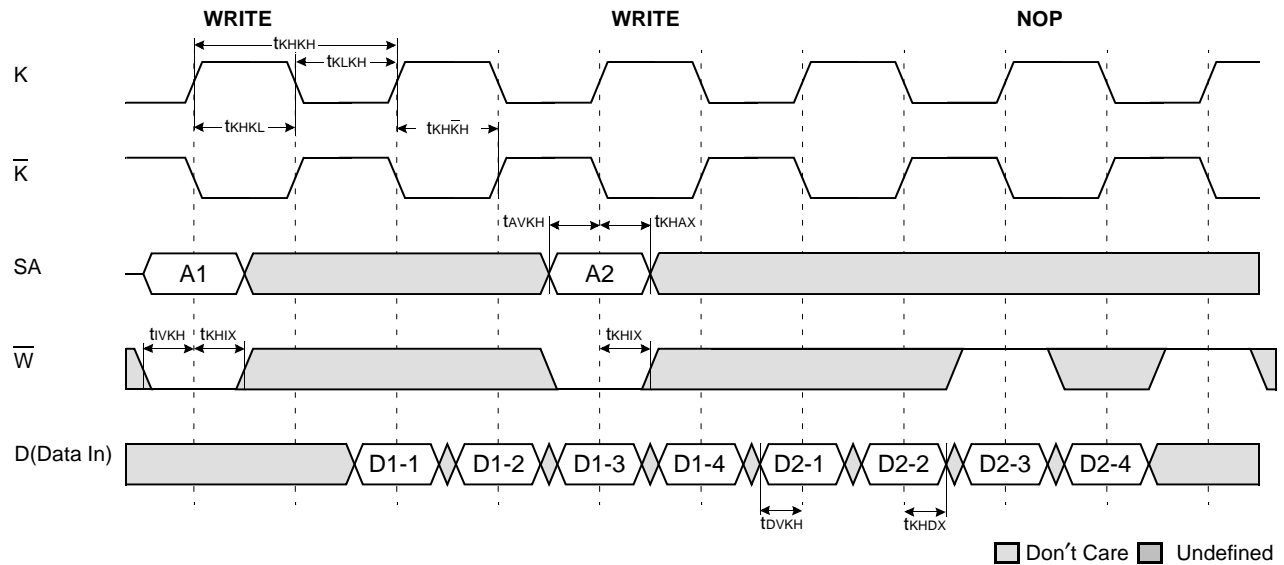 WRITE WRITE NOP
tKHKH
tKLKH
K
tKHKL tKHK̅H
K̅
tAVKH tKHAX
SA A1 A2
tIVKH tKHIX tKHIX
W̅
D(Data In) D1-1 D1-2 D1-3 D1-4 D2-1 D2-2 D2-3 D2-4
tDVKH tKHDX
Don′t Care Undefined